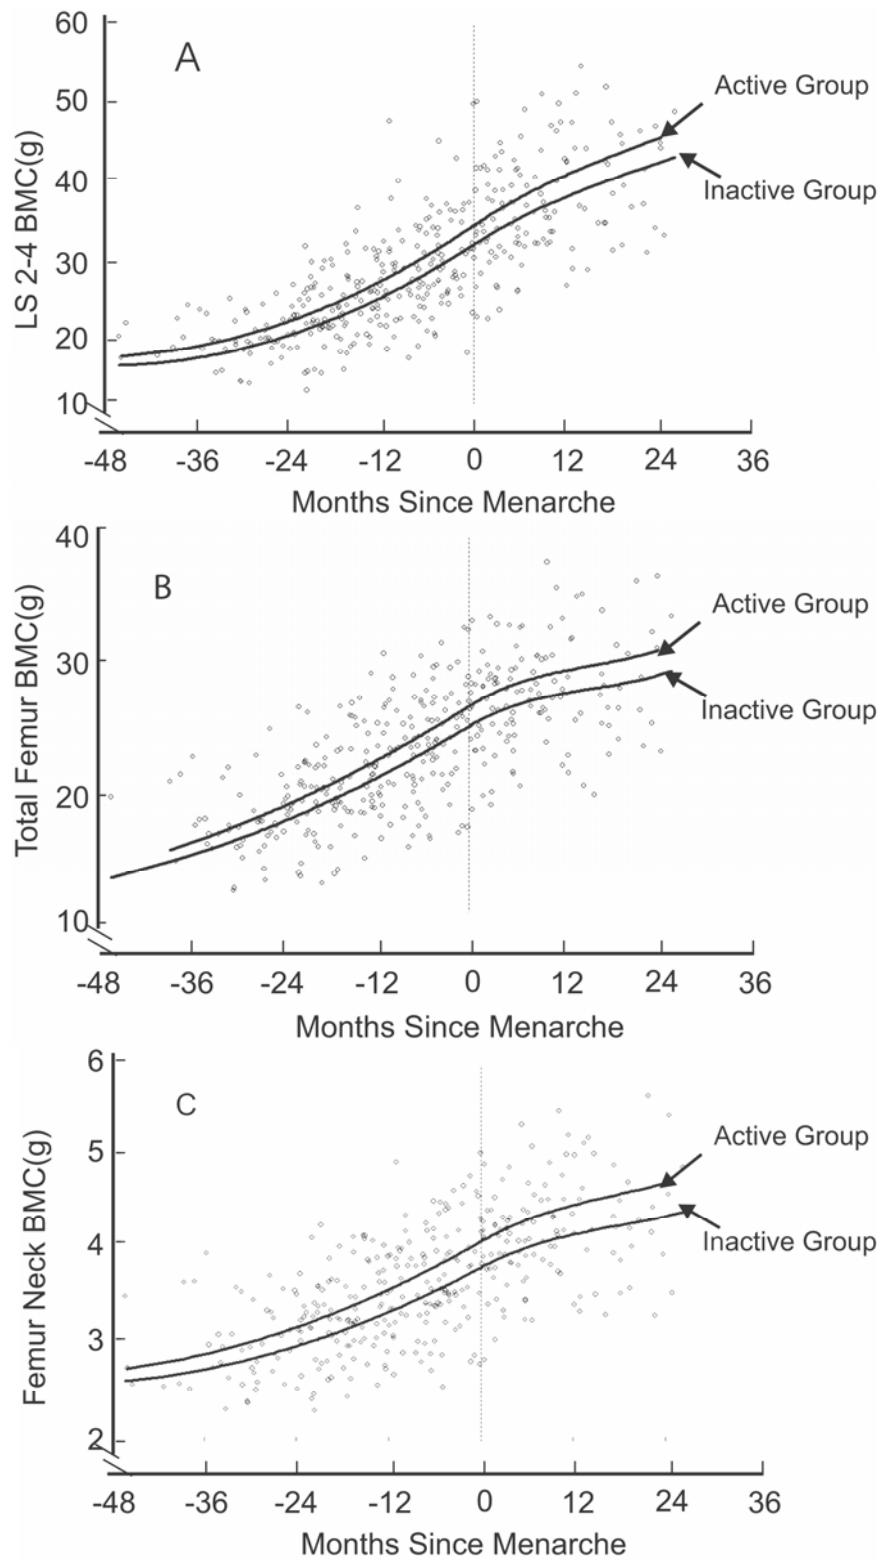 60
A
50
Active Group
LS 2-4 BMC(g)
40
Inactive Group
30
20
10
-48 -36 -24 -12 0 12 24 36
Months Since Menarche
40
B
Active Group
Total Femur BMC(g)
30
Inactive Group
20
10
-48 -36 -24 -12 0 12 24 36
Months Since Menarche
6
C
Active Group
5
Femur Neck BMC(g)
4
Inactive Group
3
2
-48 -36 -24 -12 0 12 24 36
Months Since Menarche